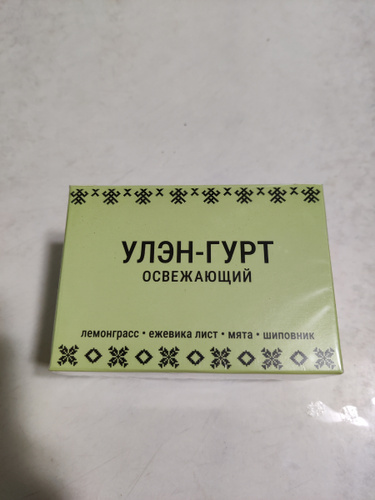 УЛЭН-ГУРТ
ОСВЕЖАЮЩИЙ
лемонграсс • ежевика лист • мята • шиповник